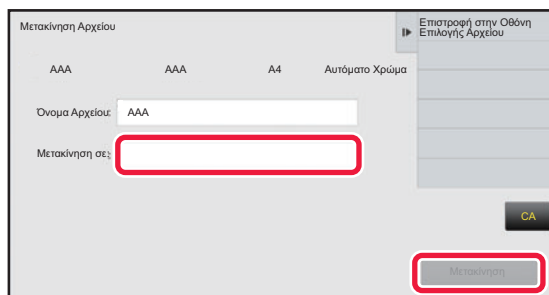 Μετακίνηση Αρχείου
Επιστροφή στην Οθόνη
Επιλογής Αρχείου
AAA AAA A4 Αυτόματο Χρώμα
Όνομα Αρχείου: AAA
Μετακίνηση σε:
CA
Μετακίνηση